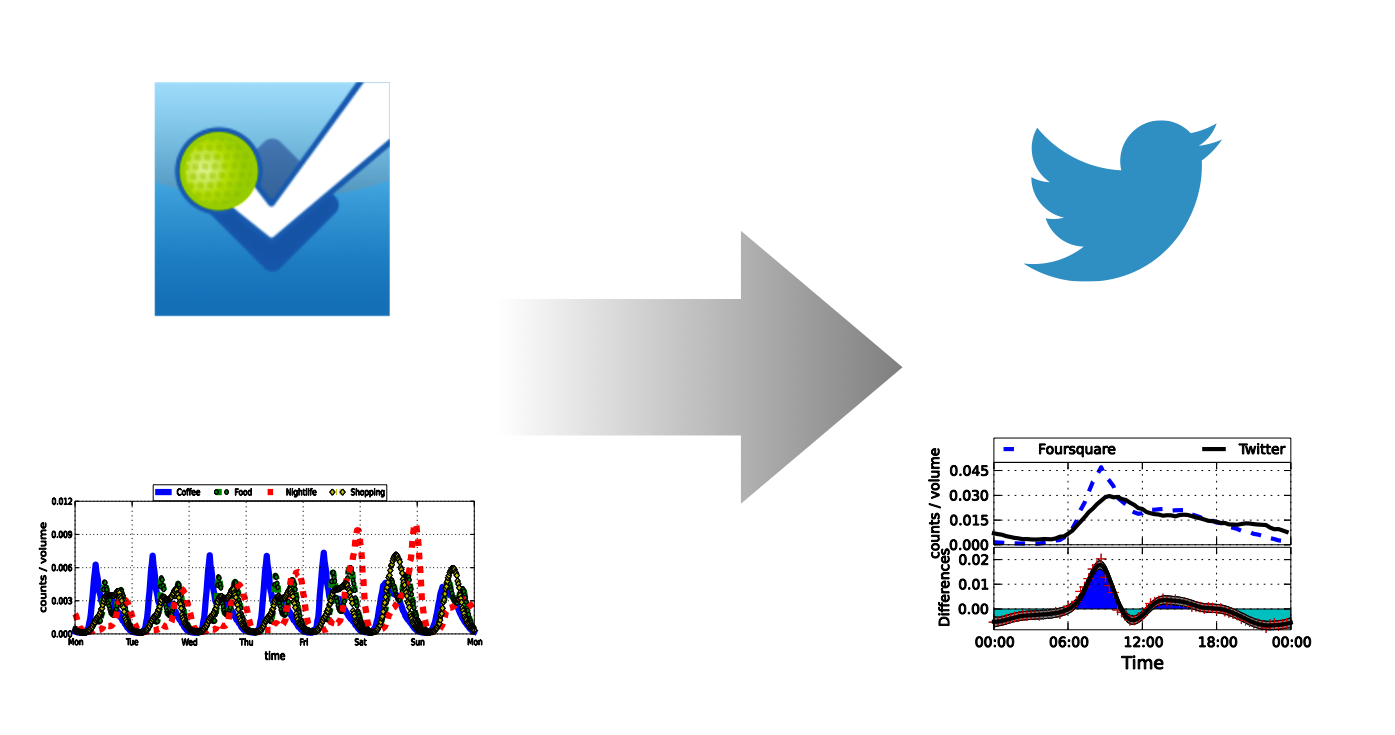 Coffee Food Nightlife Shopping
counts / volume
0.012
0.009
0.006
0.003
0.000
Mon Tue Wed Thu Fri Sat Sun Mon
time
Foursquare Twitter
counts / volume
0.045
0.030
0.015
0.000
Differences
0.02
0.01
0.00
00:00 06:00 12:00 18:00 00:00
Time